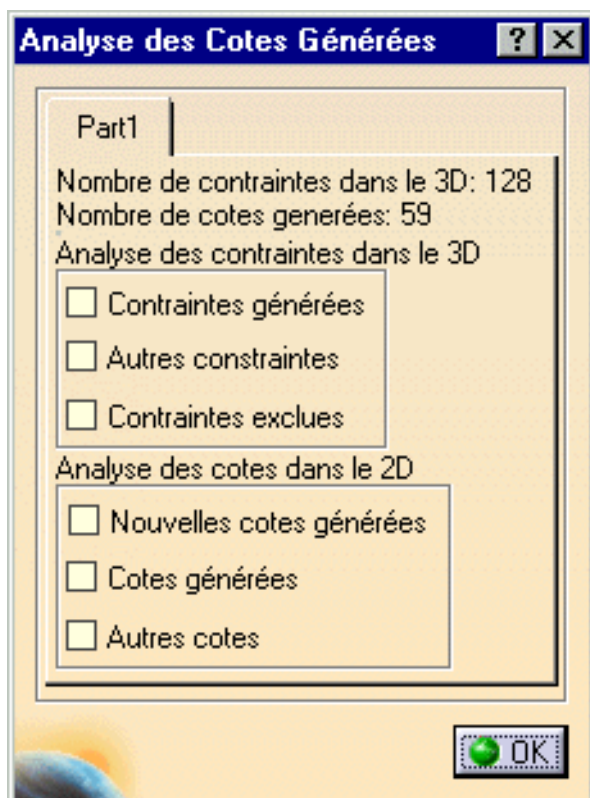 Analyse des Cotes Générées ? X
Part1
Nombre de contraintes dans le 3D: 128
Nombre de cotes generées: 59
Analyse des contraintes dans le 3D
Contraintes générées
Autres constraintes
Contraintes exclues
Analyse des cotes dans le 2D
Nouvelles cotes générées
Cotes générées
Autres cotes
OK